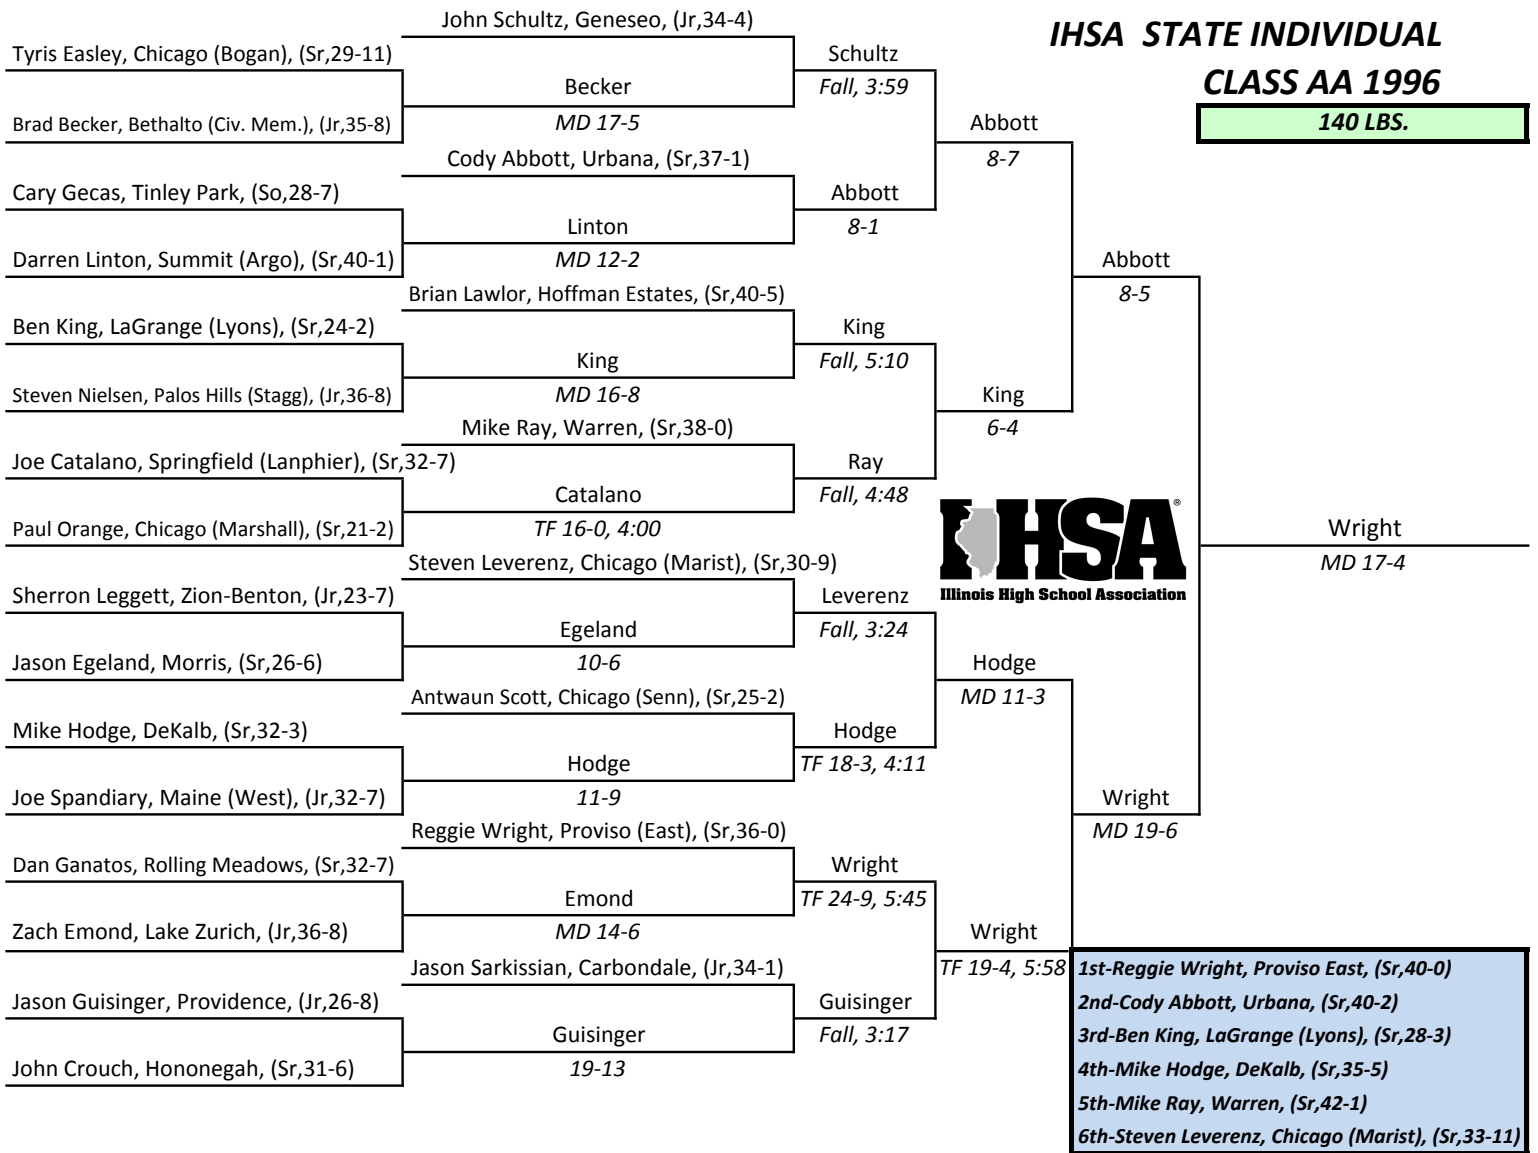 IHSA STATE INDIVIDUAL
CLASS AA 1996
140 LBS.
John Schultz, Geneseo, (Jr,34-4)
Tyris Easley, Chicago (Bogan), (Sr,29-11)
Schultz
Becker
Fall, 3:59
Brad Becker, Bethalto (Civ. Mem.), (Jr,35-8)
MD 17-5
Abbott
Cody Abbott, Urbana, (Sr,37-1)
8-7
Cary Gecas, Tinley Park, (So,28-7)
Abbott
Linton
8-1
Darren Linton, Summit (Argo), (Sr,40-1)
MD 12-2
Abbott
Brian Lawlor, Hoffman Estates, (Sr,40-5)
8-5
Ben King, LaGrange (Lyons), (Sr,24-2)
King
King
Fall, 5:10
Steven Nielsen, Palos Hills (Stagg), (Jr,36-8)
MD 16-8
King
Mike Ray, Warren, (Sr,38-0)
6-4
Joe Catalano, Springfield (Lanphier), (Sr,32-7)
Ray
Catalano
Fall, 4:48
Paul Orange, Chicago (Marshall), (Sr,21-2)
TF 16-0, 4:00
IHSA®
Illinois High School Association
Wright
MD 17-4
Steven Leverenz, Chicago (Marist), (Sr,30-9)
Sherron Leggett, Zion-Benton, (Jr,23-7)
Leverenz
Egeland
Fall, 3:24
Jason Egeland, Morris, (Sr,26-6)
10-6
Hodge
Antwaun Scott, Chicago (Senn), (Sr,25-2)
MD 11-3
Mike Hodge, DeKalb, (Sr,32-3)
Hodge
Hodge
TF 18-3, 4:11
Joe Spandiary, Maine (West), (Jr,32-7)
11-9
Wright
Reggie Wright, Proviso (East), (Sr,36-0)
MD 19-6
Dan Ganatos, Rolling Meadows, (Sr,32-7)
Wright
Emond
TF 24-9, 5:45
Zach Emond, Lake Zurich, (Jr,36-8)
MD 14-6
Wright
Jason Sarkissian, Carbondale, (Jr,34-1)
TF 19-4, 5:58
Jason Guisinger, Providence, (Jr,26-8)
Guisinger
Guisinger
Fall, 3:17
John Crouch, Hononegah, (Sr,31-6)
19-13
1st-Reggie Wright, Proviso East, (Sr,40-0)
2nd-Cody Abbott, Urbana, (Sr,40-2)
3rd-Ben King, LaGrange (Lyons), (Sr,28-3)
4th-Mike Hodge, DeKalb, (Sr,35-5)
5th-Mike Ray, Warren, (Sr,42-1)
6th-Steven Leverenz, Chicago (Marist), (Sr,33-11)